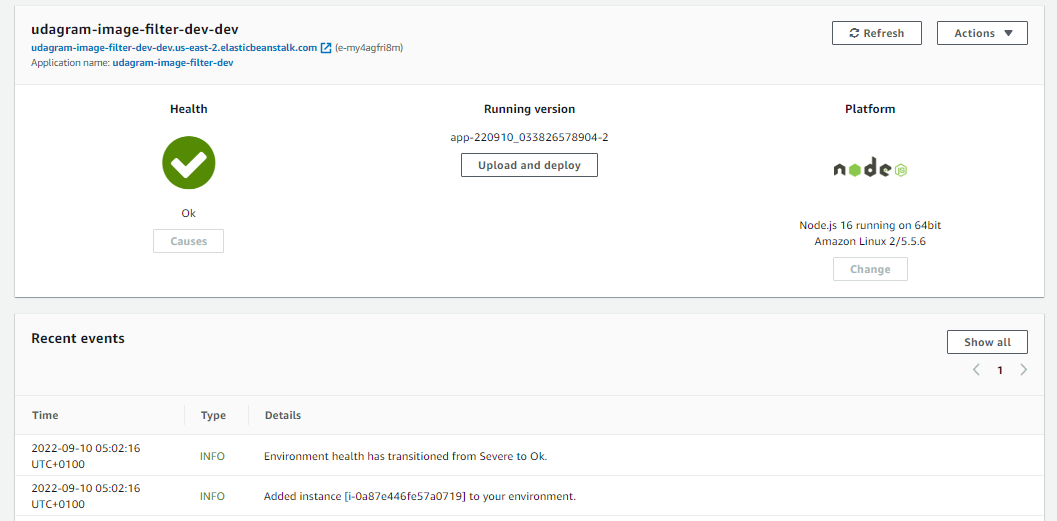 udagram-image-filter-dev-dev
udagram-image-filter-dev-dev.us-east-2.elasticbeanstalk.com (e-my4agfri8m)
Application name: udagram-image-filter-dev
Refresh
Actions
Health
Ok
Causes
Running version
app-220910_033826578904-2
Upload and deploy
Platform
node JS
Node.js 16 running on 64bit
Amazon Linux 2/5.5.6
Change
Recent events
Show all
1
Time Type Details
2022-09-10 05:02:16
UTC+0100
INFO
Environment health has transitioned from Severe to Ok.
2022-09-10 05:02:16
UTC+0100
INFO
Added instance [i-0a87e446fe57a0719] to your environment.